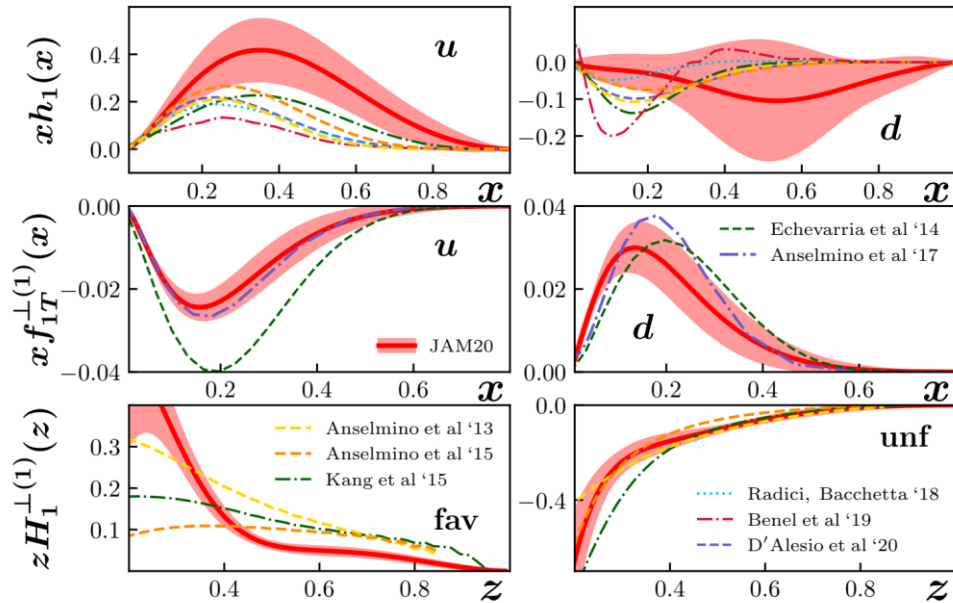 xh₁(x)
0.4
0.2
0.0
u
0.2 0.4 0.6 0.8 x
0.0
−0.1
−0.2
d
0.2 0.4 0.6 0.8 x
xf₁T^⊥(1)(x)
0.00
−0.02
−0.04
u
JAM20
0.2 0.4 0.6 x
0.04
0.02
0.00
Echevarria et al ‘14
Anselmino et al ‘17
d
0.2 0.4 0.6 x
zH₁^⊥(1)(z)
0.3
0.2
0.1
Anselmino et al ‘13
Anselmino et al ‘15
Kang et al ‘15
fav
0.4 0.6 0.8 z
0.0
−0.4
unf
Radici, Bacchetta ‘18
Benel et al ‘19
D′Alesio et al ‘20
0.4 0.6 0.8 z